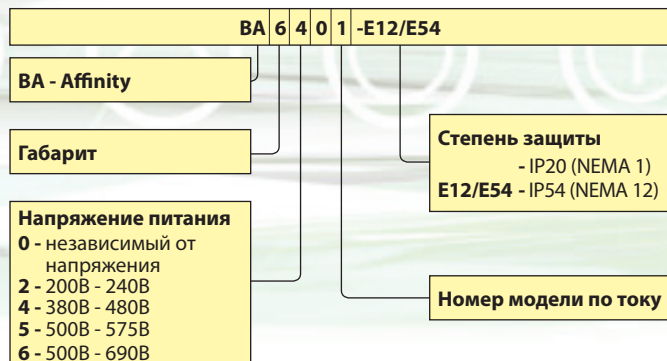 BA 6 4 0 1 -E12/E54
BA - Affinity
Габарит
Напряжение питания
0 - независимый от
напряжения
2 - 200В - 240В
4 - 380В - 480В
5 - 500В - 575В
6 - 500В - 690В
Степень защиты
- IP20 (NEMA 1)
E12/E54 - IP54 (NEMA 12)
Номер модели по току